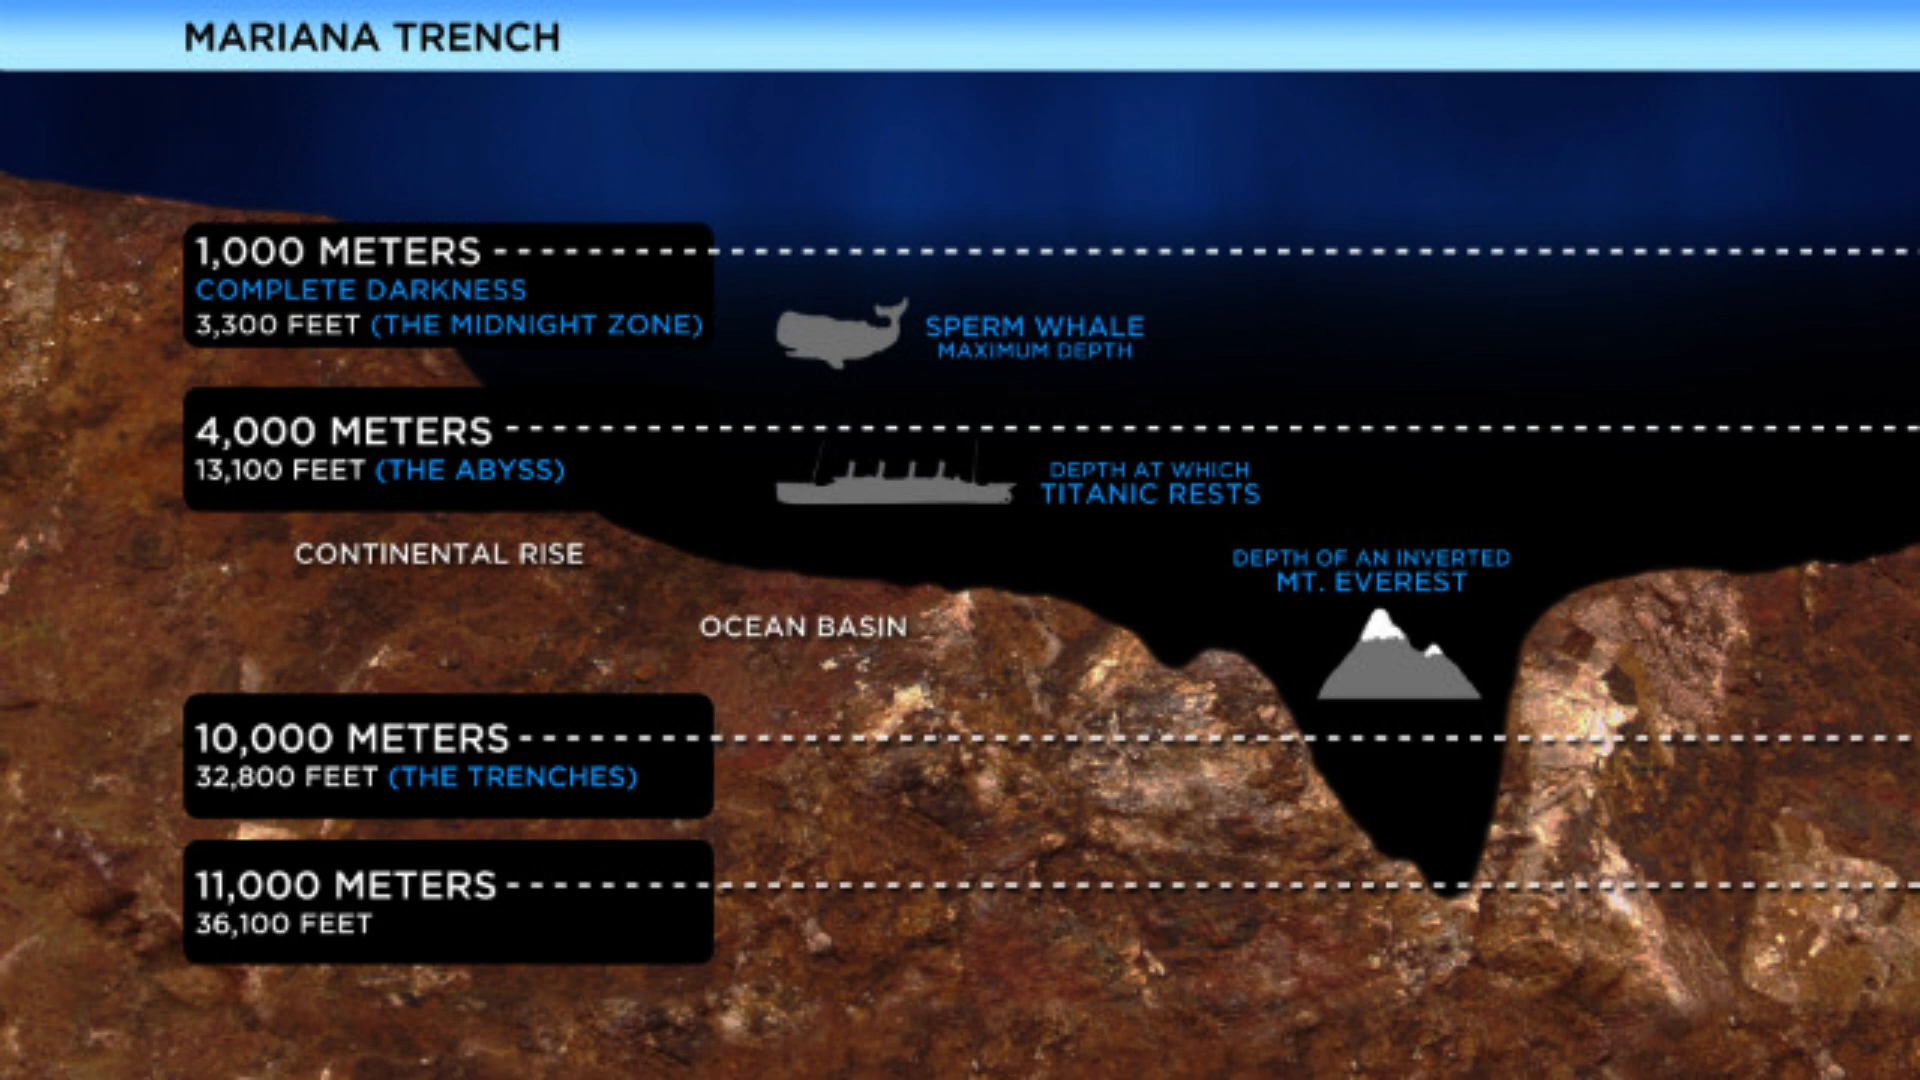 MARIANA TRENCH
1,000 METERS
COMPLETE DARKNESS
3,300 FEET (THE MIDNIGHT ZONE)
SPERM WHALE
MAXIMUM DEPTH
4,000 METERS
13,100 FEET (THE ABYSS)
DEPTH AT WHICH
TITANIC RESTS
CONTINENTAL RISE
DEPTH OF AN INVERTED
MT. EVEREST
OCEAN BASIN
10,000 METERS
32,800 FEET (THE TRENCHES)
11,000 METERS
36,100 FEET